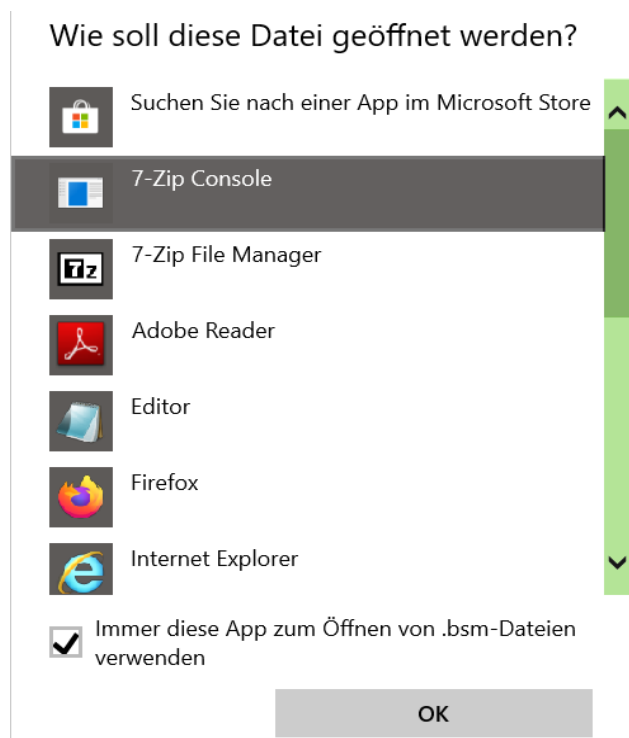 Wie soll diese Datei geöffnet werden?
Suchen Sie nach einer App im Microsoft Store
7-Zip Console
7z
7-Zip File Manager
Adobe Reader
Editor
Firefox
Internet Explorer
Immer diese App zum Öffnen von .bsm-Dateien
verwenden
OK